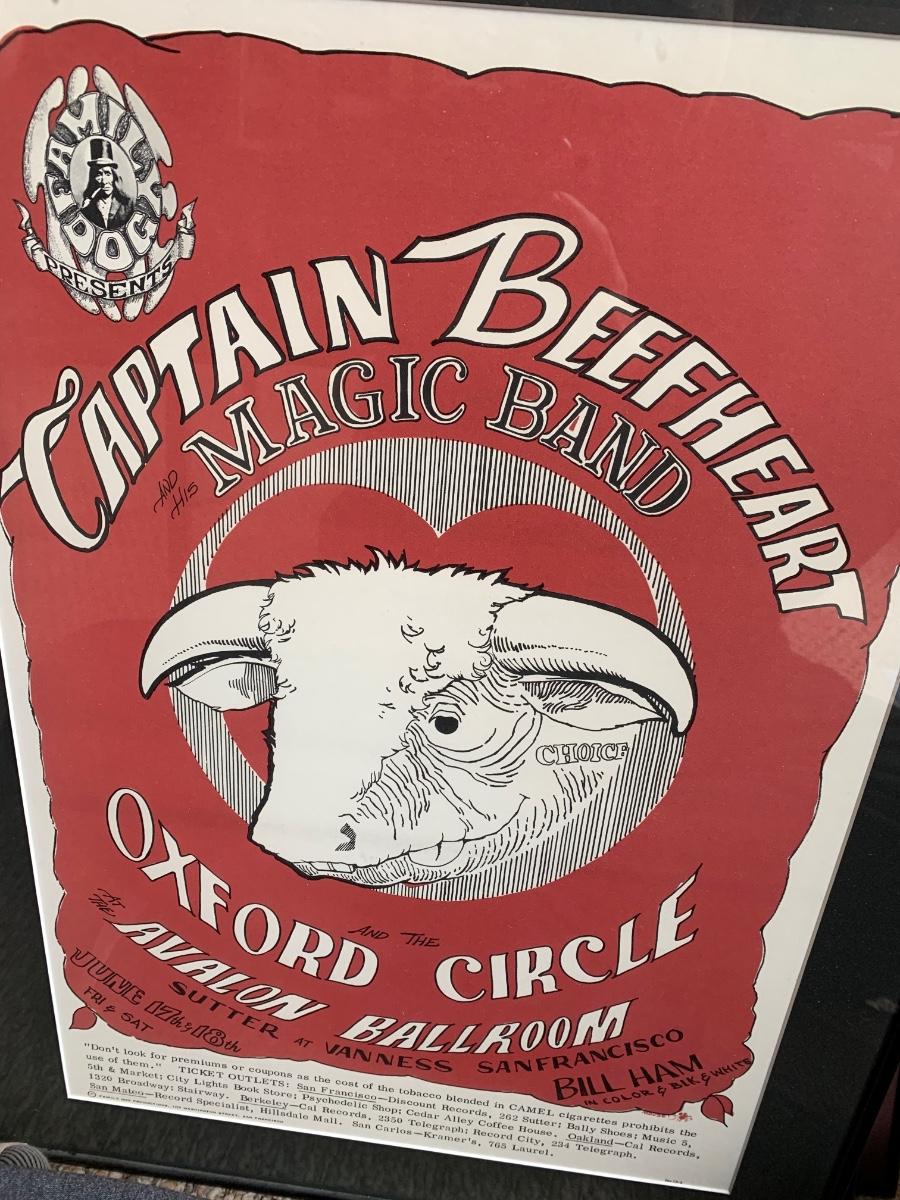 FAMILY
DOG
PRESENTS
CAPTAIN BEEFHEART
AND HIS
MAGIC BAND
CHOICE
OXFORD CIRCLE
AND THE
AT THE
AVALON BALLROOM
SUTTER AT VAN NESS SAN FRANCISCO
JUNE 17th & 18th
FRI & SAT
BILL HAM
IN COLOR & BLK & WHITE
"Don't look for premiums or coupons as the cost of the tobacco blended in CAMEL cigarettes prohibits the
use of them." TICKET OUTLETS: San Francisco—Discount Records, 262 Sutter; Bally Shoes; Music 5,
5th & Market; City Lights Book Store; Psychedelic Shop; Cedar Alley Coffee House. Oakland—Cal Records,
1320 Broadway; Stairway. Berkeley—Cal Records, 2350 Telegraph; Record City, 234 Telegraph.
San Mateo—Record Specialist, Hillsdale Mall. San Carlos—Kramer's, 765 Laurel.